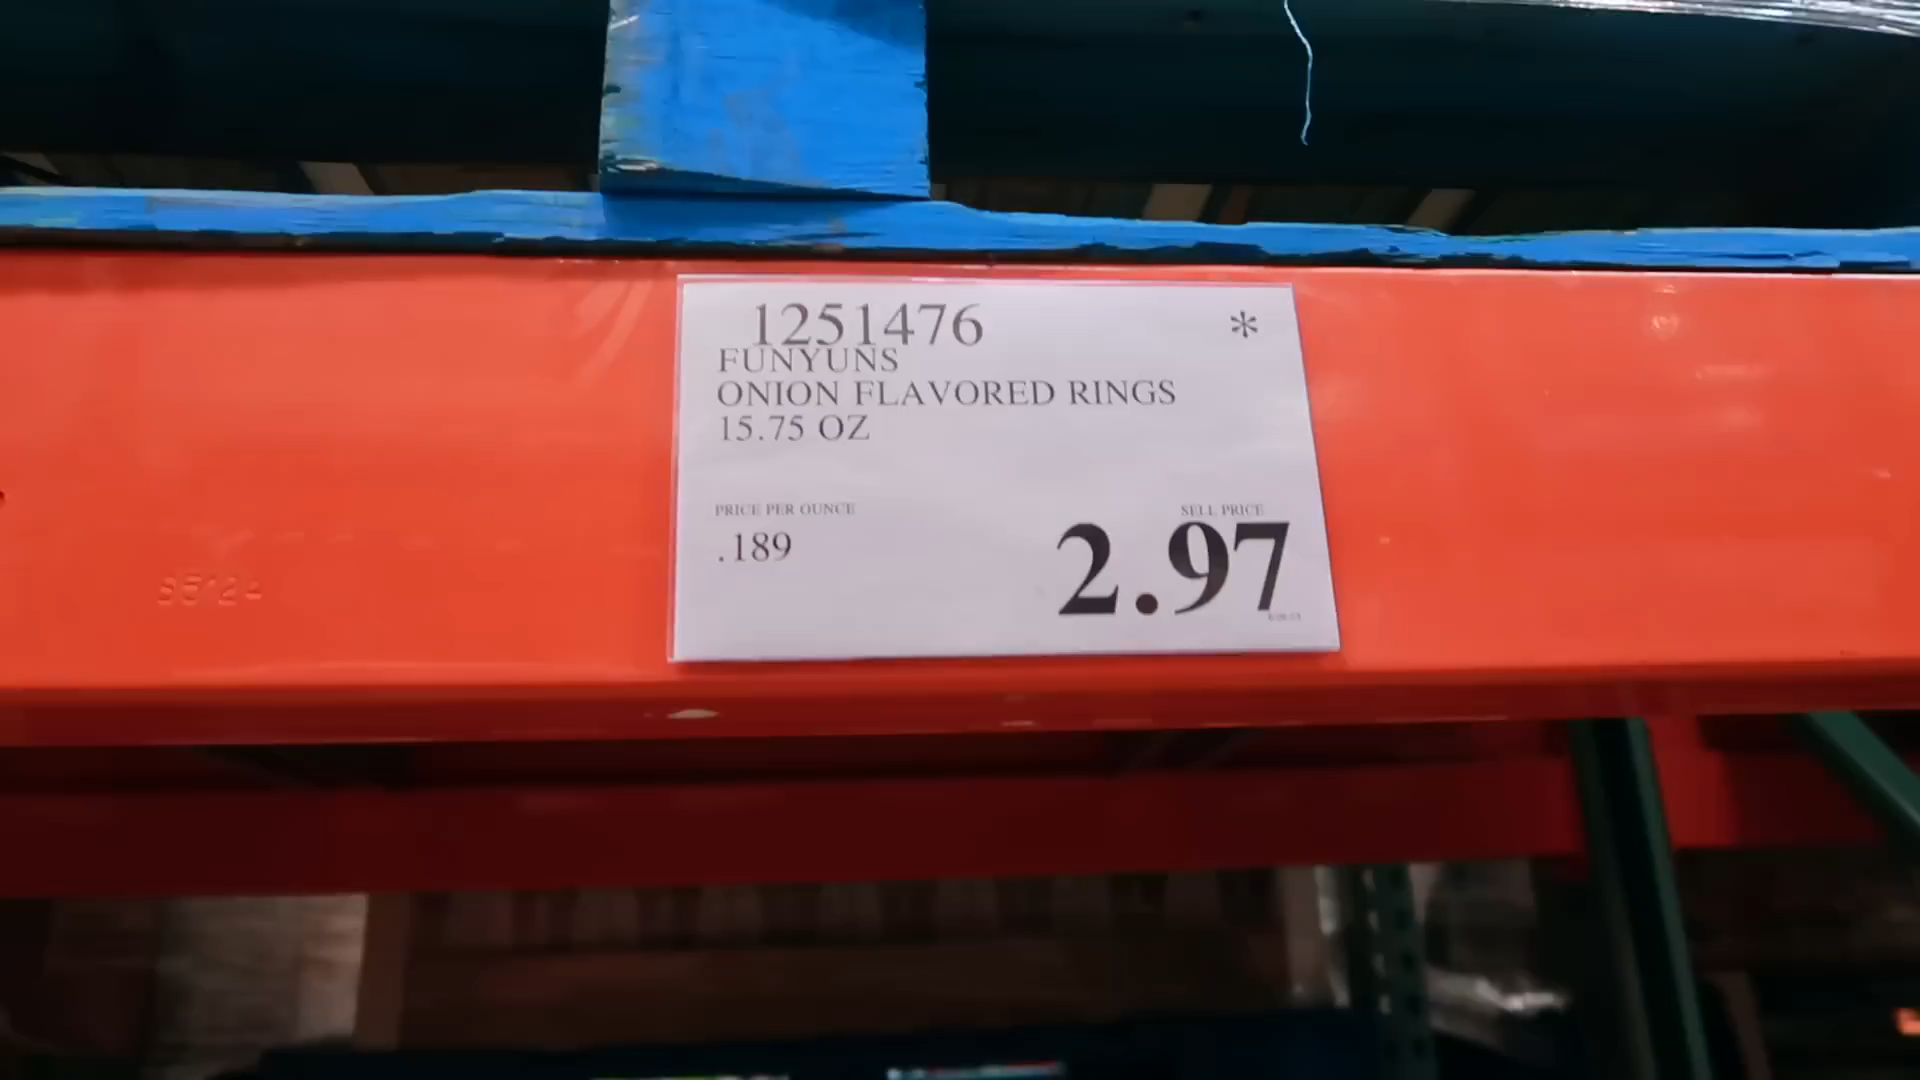 1251476 *
FUNYUNS
ONION FLAVORED RINGS
15.75 OZ
PRICE PER OUNCE SELL PRICE
.189 2.97